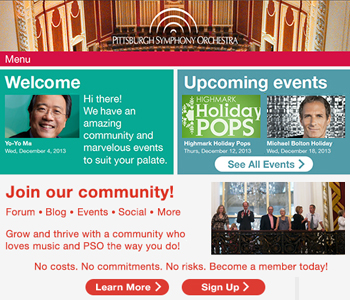 PITTSBURGH SYMPHONY ORCHESTRA
Menu
Welcome
Hi there!
We have an
amazing
community and
marvelous events
to suit your palate.
Yo-Yo Ma
Wed, December 4, 2013
Upcoming events
HIGHMARK
Holiday
POPS
Highmark Holiday Pops
Thurs, December 12, 2013
Michael Bolton Holiday
Wed, December 18, 2013
See All Events
Join our community!
Forum • Blog • Events • Social • More
Grow and thrive with a community who
loves music and PSO the way you do!
No costs. No commitments. No risks. Become a member today!
Learn More
Sign Up